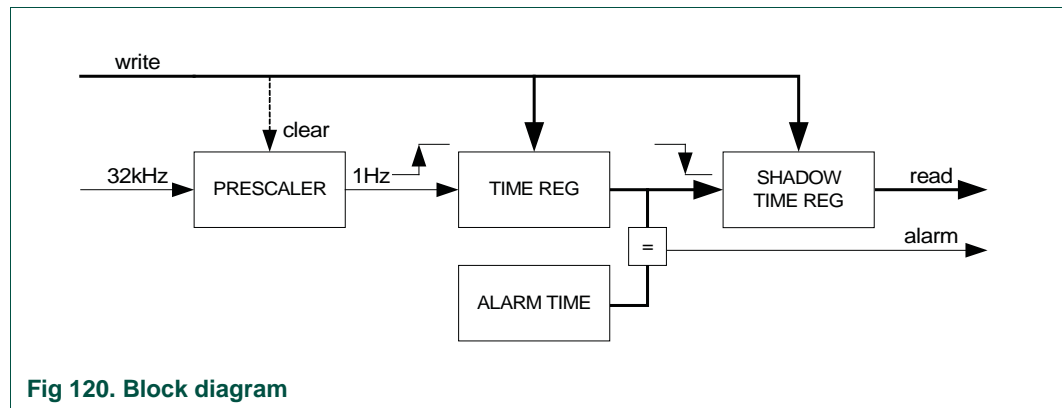 write
clear
32kHz
PRESCALER
1Hz
TIME REG
SHADOW
TIME REG
read
alarm
=
ALARM TIME
Fig 120. Block diagram